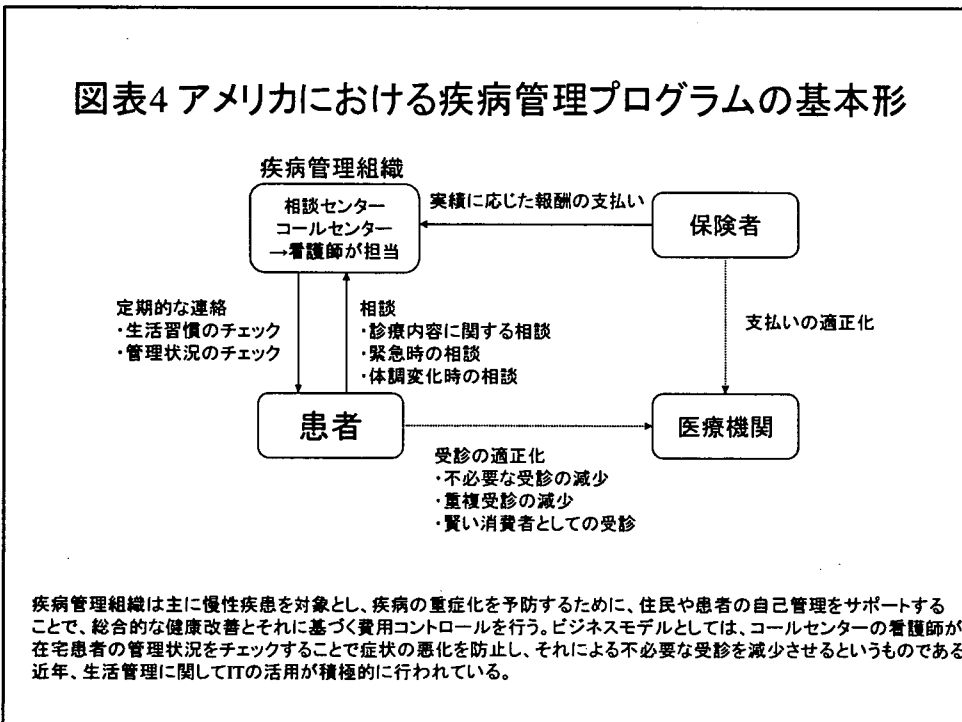 図表4 アメリカにおける疾病管理プログラムの基本形
疾病管理組織
相談センター
コールセンター
→看護師が担当
実績に応じた報酬の支払い
保険者
定期的な連絡
・生活習慣のチェック
・管理状況のチェック
相談
・診療内容に関する相談
・緊急時の相談
・体調変化時の相談
支払いの適正化
患者
医療機関
受診の適正化
・不必要な受診の減少
・重複受診の減少
・賢い消費者としての受診
疾病管理組織は主に慢性疾患を対象とし、疾病の重症化を予防するために、住民や患者の自己管理をサポートする
ことで、総合的な健康改善とそれに基づく費用コントロールを行う。ビジネスモデルとしては、コールセンターの看護師が
在宅患者の管理状況をチェックすることで症状の悪化を防止し、それによる不必要な受診を減少させるというものである
近年、生活管理に関してITの活用が積極的に行われている。